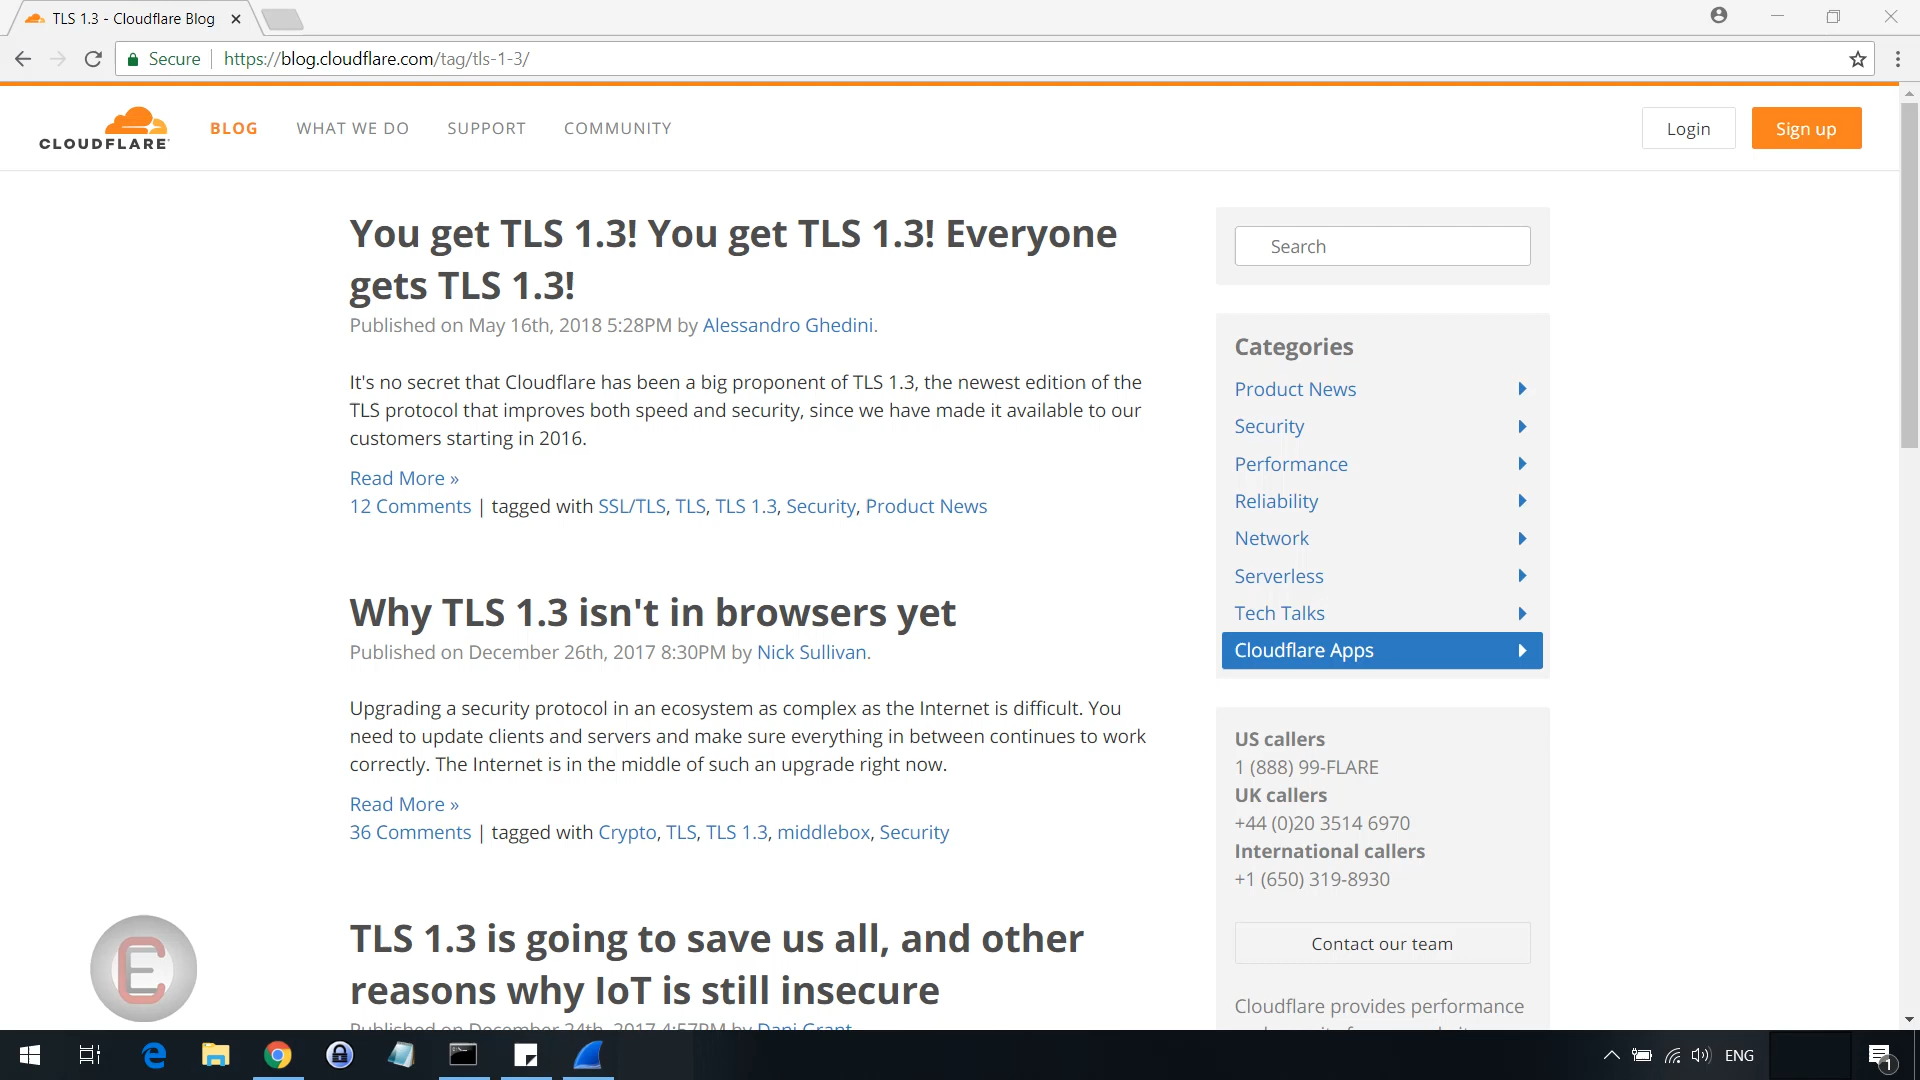 TLS 1.3 - Cloudflare Blog
Secure
https://blog.cloudflare.com/tag/tls-1-3/
CLOUDFLARE
BLOG
WHAT WE DO
SUPPORT
COMMUNITY
Login
Sign up
You get TLS 1.3! You get TLS 1.3! Everyone
gets TLS 1.3!
Published on May 16th, 2018 5:28PM by Alessandro Ghedini.
It's no secret that Cloudflare has been a big proponent of TLS 1.3, the newest edition of the
TLS protocol that improves both speed and security, since we have made it available to our
customers starting in 2016.
Read More »
12 Comments | tagged with SSL/TLS, TLS, TLS 1.3, Security, Product News
Why TLS 1.3 isn't in browsers yet
Published on December 26th, 2017 8:30PM by Nick Sullivan.
Upgrading a security protocol in an ecosystem as complex as the Internet is difficult. You
need to update clients and servers and make sure everything in between continues to work
correctly. The Internet is in the middle of such an upgrade right now.
Read More »
36 Comments | tagged with Crypto, TLS, TLS 1.3, middlebox, Security
TLS 1.3 is going to save us all, and other
reasons why IoT is still insecure
Published on December 24th, 2017 4:57PM by Dani Grant
Search
Categories
Product News
Security
Performance
Reliability
Network
Serverless
Tech Talks
Cloudflare Apps
US callers
1 (888) 99-FLARE
UK callers
+44 (0)20 3514 6970
International callers
+1 (650) 319-8930
Contact our team
Cloudflare provides performance
CE
ENG
1